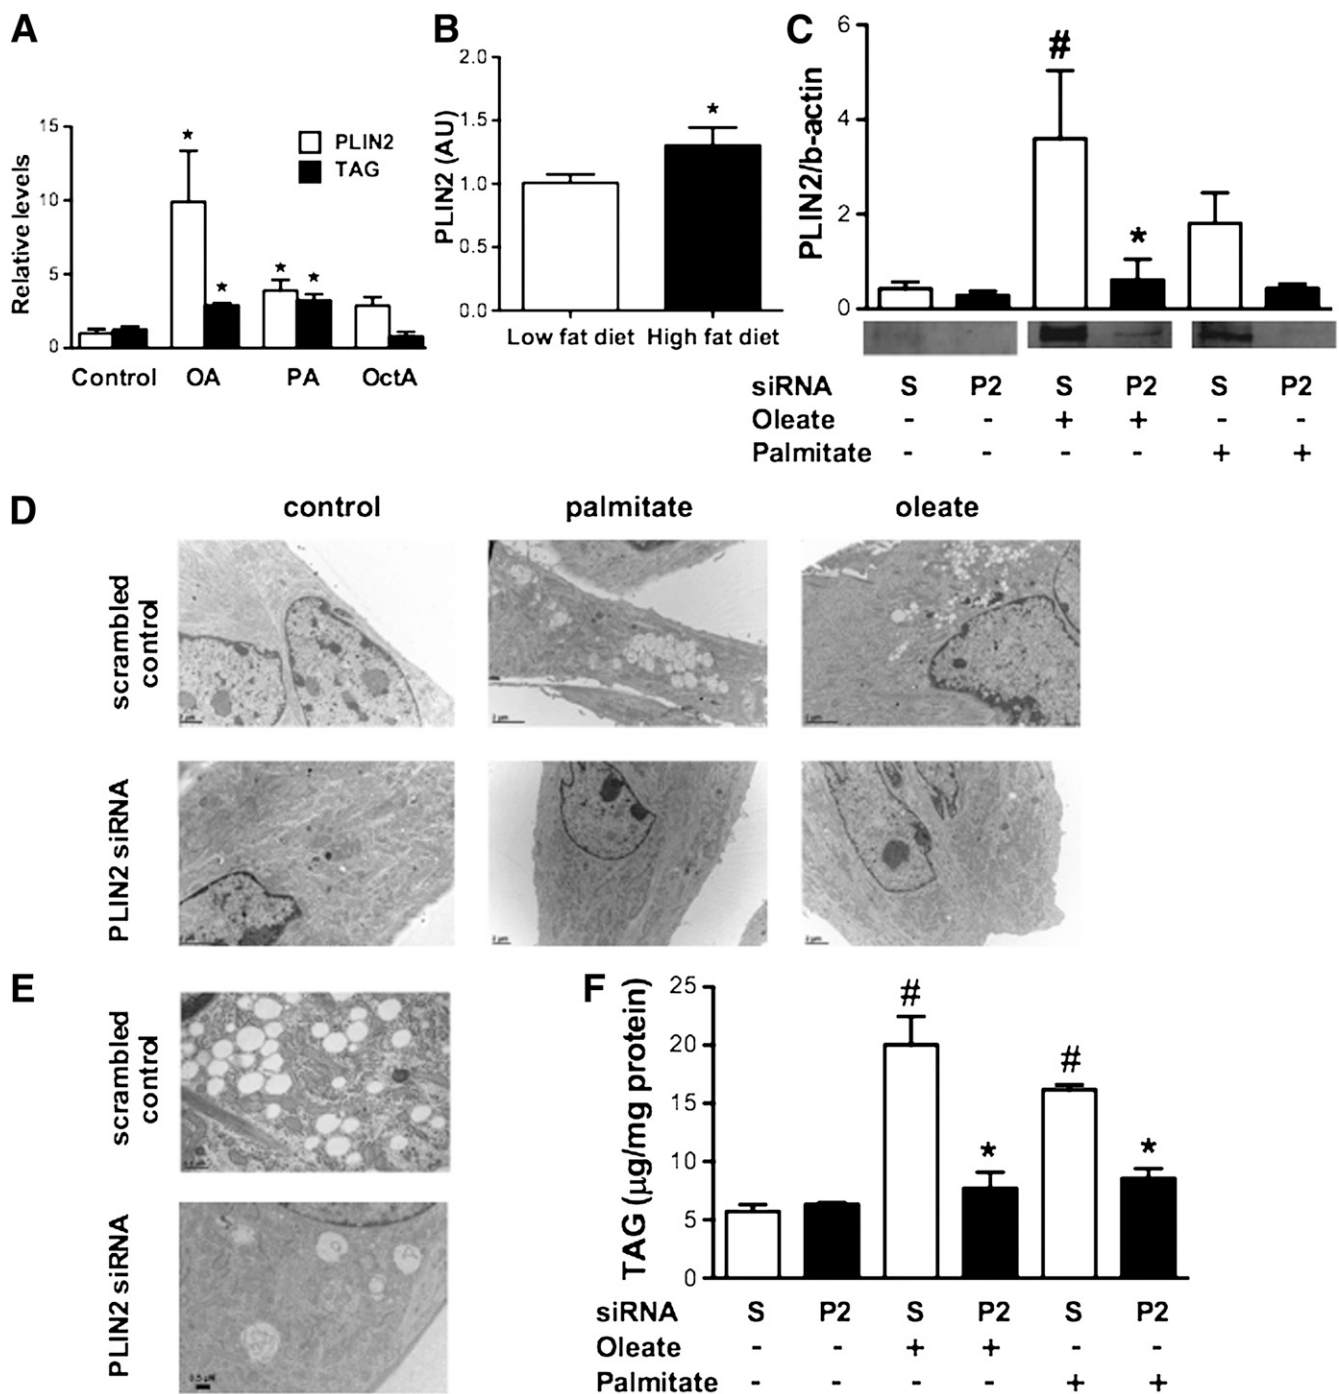 A
Relative levels
15
10
5
0
*
*
*
*
PLIN2
TAG
Control OA PA OctA
B
PLIN2 (AU)
2.0
1.5
1.0
0.5
0.0
*
Low fat diet High fat diet
C
PLIN2/b-actin
6
4
2
0
#
*
siRNA S P2 S P2 S P2
Oleate - - + + - -
Palmitate - - - - + +
D
control palmitate oleate
scrambled
control
PLIN2 siRNA
E
scrambled
control
PLIN2 siRNA
F
TAG (μg/mg protein)
25
20
15
10
5
0
#
*
#
*
siRNA S P2 S P2 S P2
Oleate - - + + - -
Palmitate - - - - + +